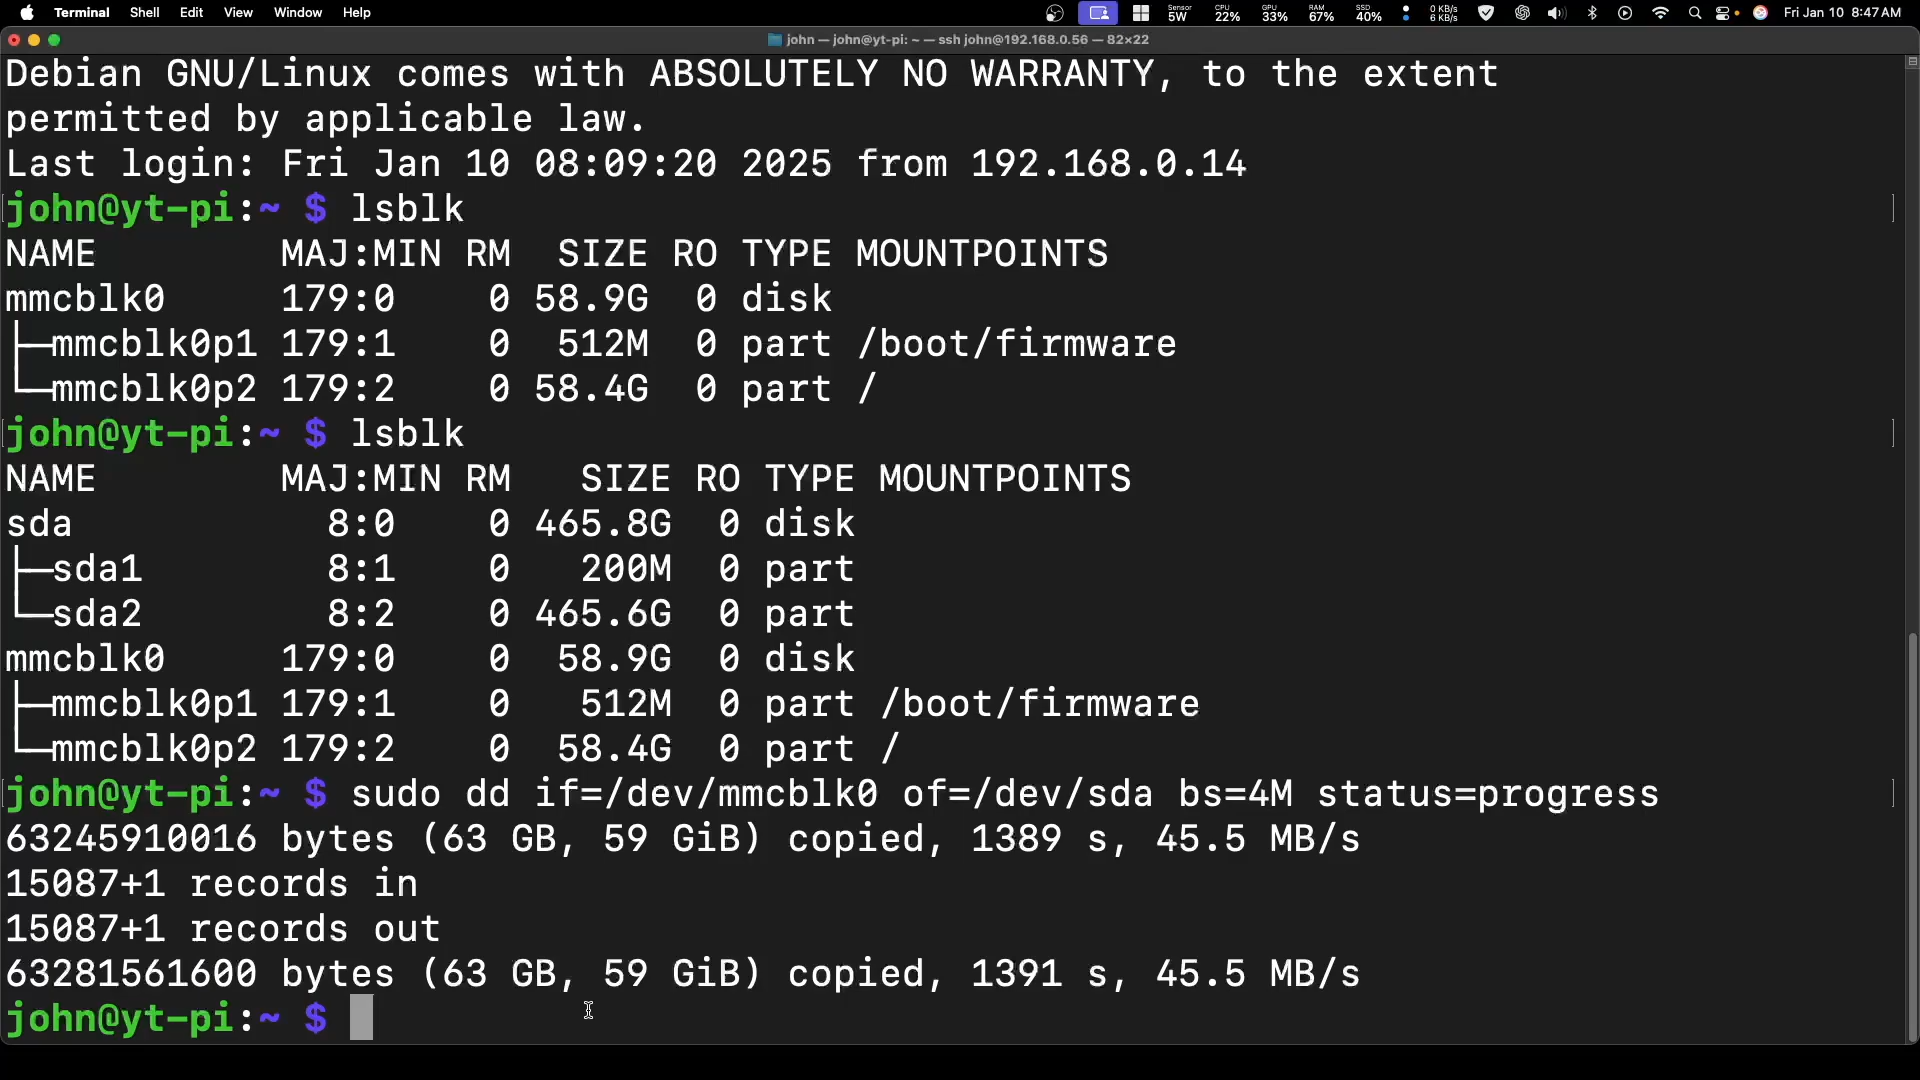 Terminal Shell Edit View Window Help Sensor 5W CPU 22% GPU 33% RAM 67% SSD 40% 0 KB/s 6 KB/s Fri Jan 10 8:47 AM
john — john@yt-pi: ~ — ssh john@192.168.0.56 — 82×22
Debian GNU/Linux comes with ABSOLUTELY NO WARRANTY, to the extent
permitted by applicable law.
Last login: Fri Jan 10 08:09:20 2025 from 192.168.0.14
john@yt-pi:~ $ lsblk
NAME        MAJ:MIN RM  SIZE RO TYPE MOUNTPOINTS
mmcblk0     179:0    0 58.9G  0 disk
├─mmcblk0p1 179:1    0  512M  0 part /boot/firmware
└─mmcblk0p2 179:2    0 58.4G  0 part /
john@yt-pi:~ $ lsblk
NAME        MAJ:MIN RM   SIZE RO TYPE MOUNTPOINTS
sda           8:0    0 465.8G  0 disk
├─sda1        8:1    0   200M  0 part
└─sda2        8:2    0 465.6G  0 part
mmcblk0     179:0    0  58.9G  0 disk
├─mmcblk0p1 179:1    0   512M  0 part /boot/firmware
└─mmcblk0p2 179:2    0  58.4G  0 part /
john@yt-pi:~ $ sudo dd if=/dev/mmcblk0 of=/dev/sda bs=4M status=progress
63245910016 bytes (63 GB, 59 GiB) copied, 1389 s, 45.5 MB/s
15087+1 records in
15087+1 records out
63281561600 bytes (63 GB, 59 GiB) copied, 1391 s, 45.5 MB/s
john@yt-pi:~ $